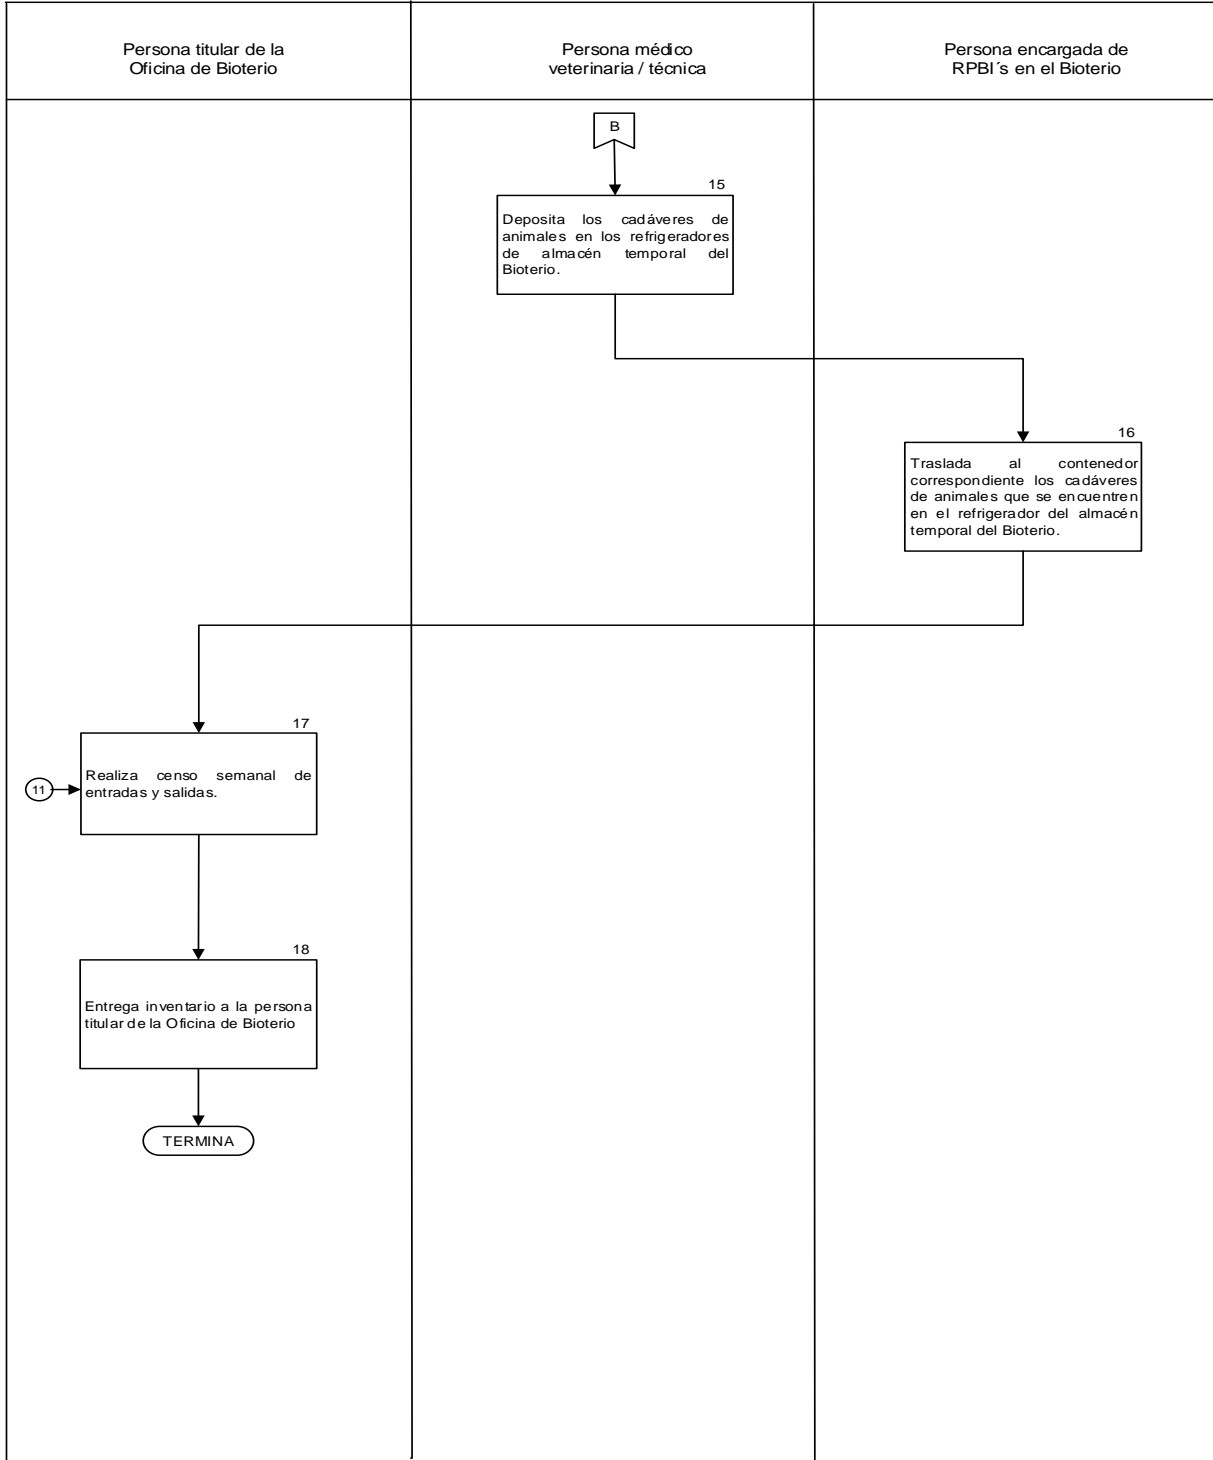 Persona titular de la
Oficina de Bioterio
Persona médico
veterinaria / técnica
Persona encargada de
RPBI´s en el Bioterio
B
15
Deposita los cadáveres de
animales en los refrigeradores
de almacén temporal del
Bioterio.
16
Traslada al contenedor
correspondiente los cadáveres
de animales que se encuentren
en el refrigerador del almacén
temporal del Bioterio.
17
Realiza censo semanal de
entradas y salidas.
11
18
Entrega inventario a la persona
titular de la Oficina de Bioterio
TERMINA